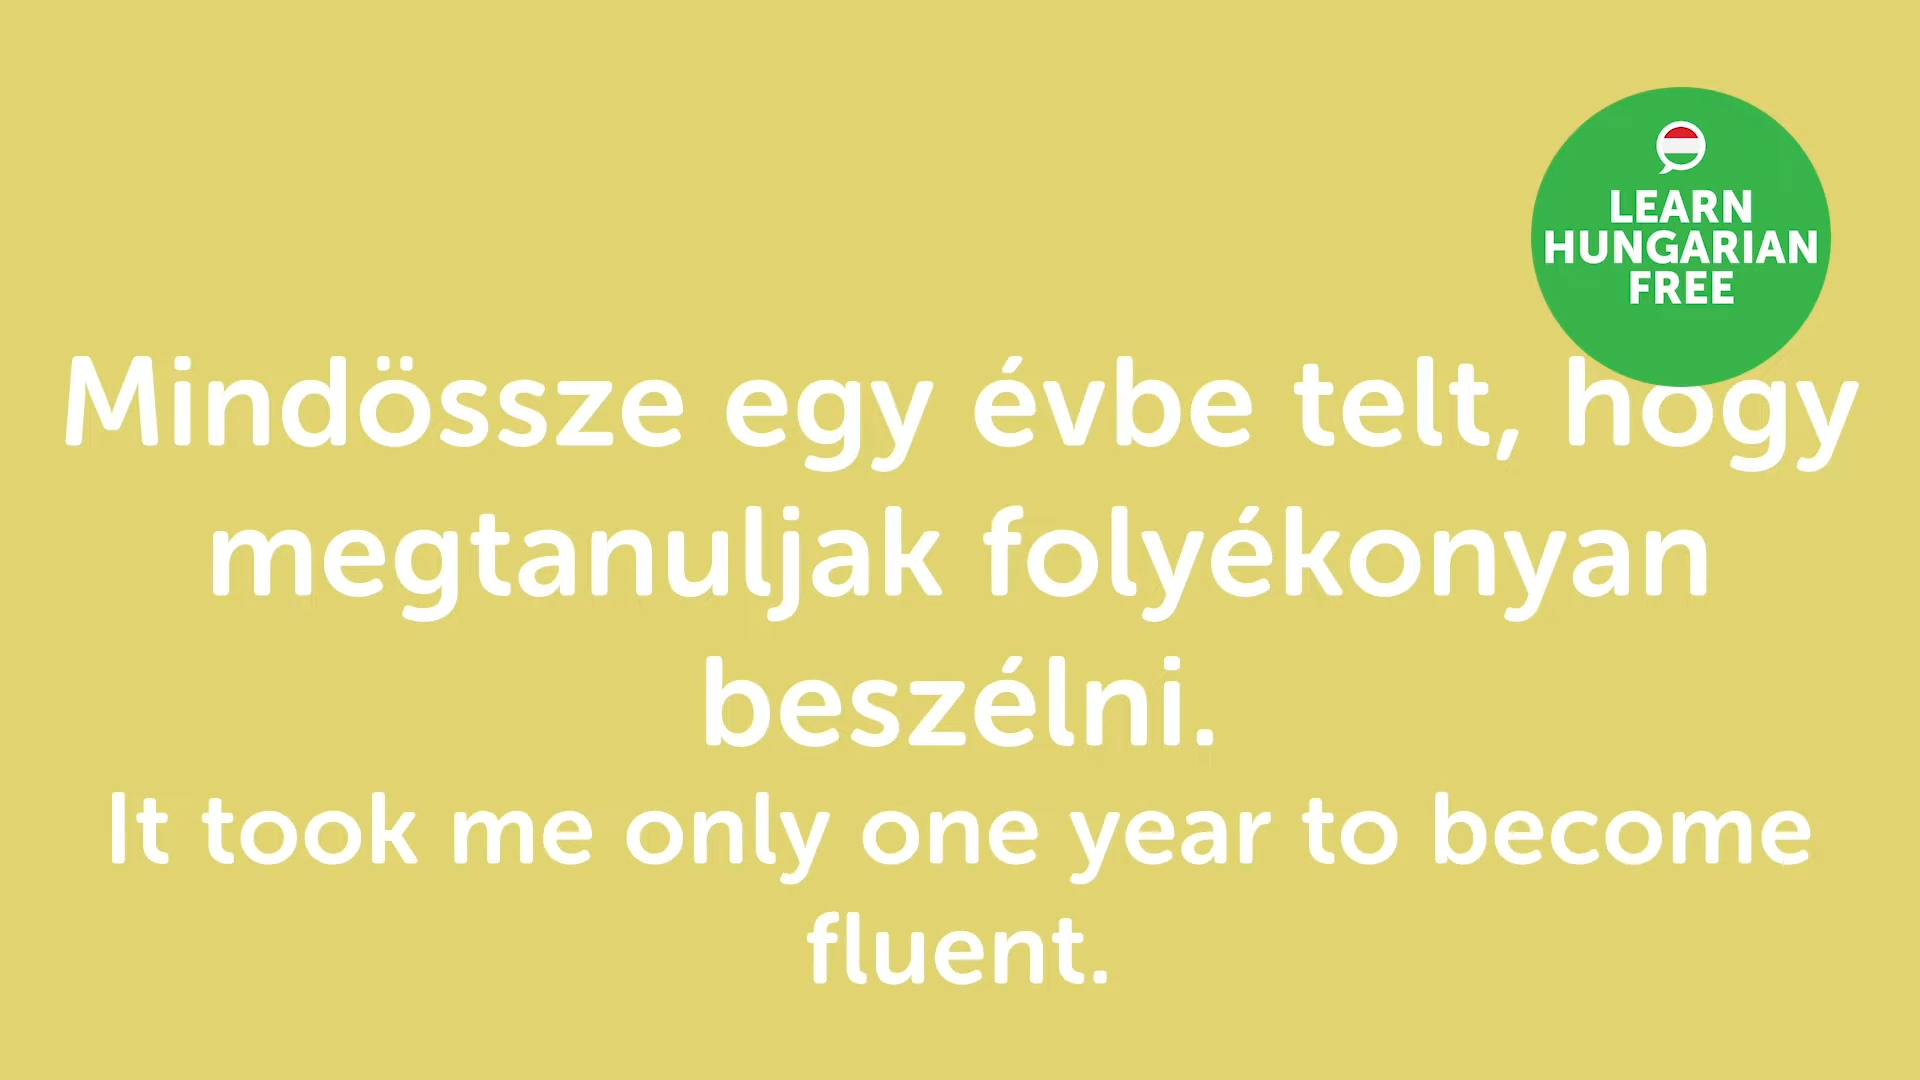 LEARN
HUNGARIAN
FREE
Mindössze egy évbe telt, hogy
megtanuljak folyékonyan
beszélni.
It took me only one year to become
fluent.